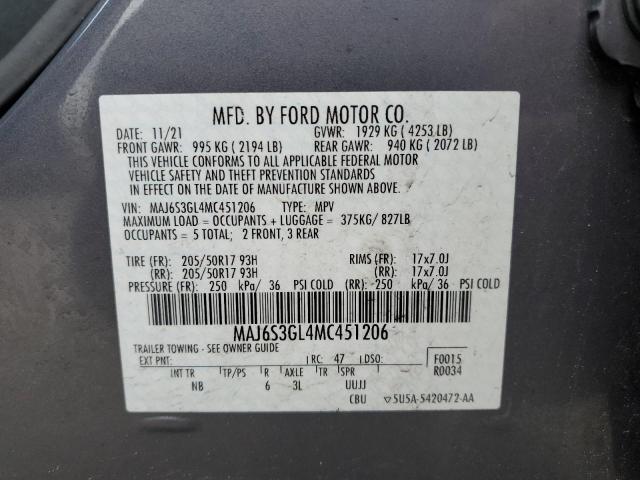 MFD. BY FORD MOTOR CO.
DATE: 11/21 GVWR: 1929 KG ( 4253 LB)
FRONT GAWR: 995 KG ( 2194 LB) REAR GAWR: 940 KG ( 2072 LB)
THIS VEHICLE CONFORMS TO ALL APPLICABLE FEDERAL MOTOR
VEHICLE SAFETY AND THEFT PREVENTION STANDARDS
IN EFFECT ON THE DATE OF MANUFACTURE SHOWN ABOVE.
VIN: MAJ6S3GL4MC451206 TYPE: MPV
MAXIMUM LOAD = OCCUPANTS + LUGGAGE = 375KG/ 827LB
OCCUPANTS = 5 TOTAL; 2 FRONT, 3 REAR
TIRE (FR): 205/50R17 93H RIMS (FR): 17x7.0J
(RR): 205/50R17 93H (RR): 17x7.0J
PRESSURE (FR): 250 kPa/ 36 PSI COLD (RR): 250 kPa/ 36 PSI COLD
MAJ6S3GL4MC451206
TRAILER TOWING - SEE OWNER GUIDE
EXT PNT: RC: 47 DSO: F0015
INT TR TP/PS R AXLE TR SPR R0034
NB 6 3L UUJJ
CBU ▽5U5A-5420472-AA